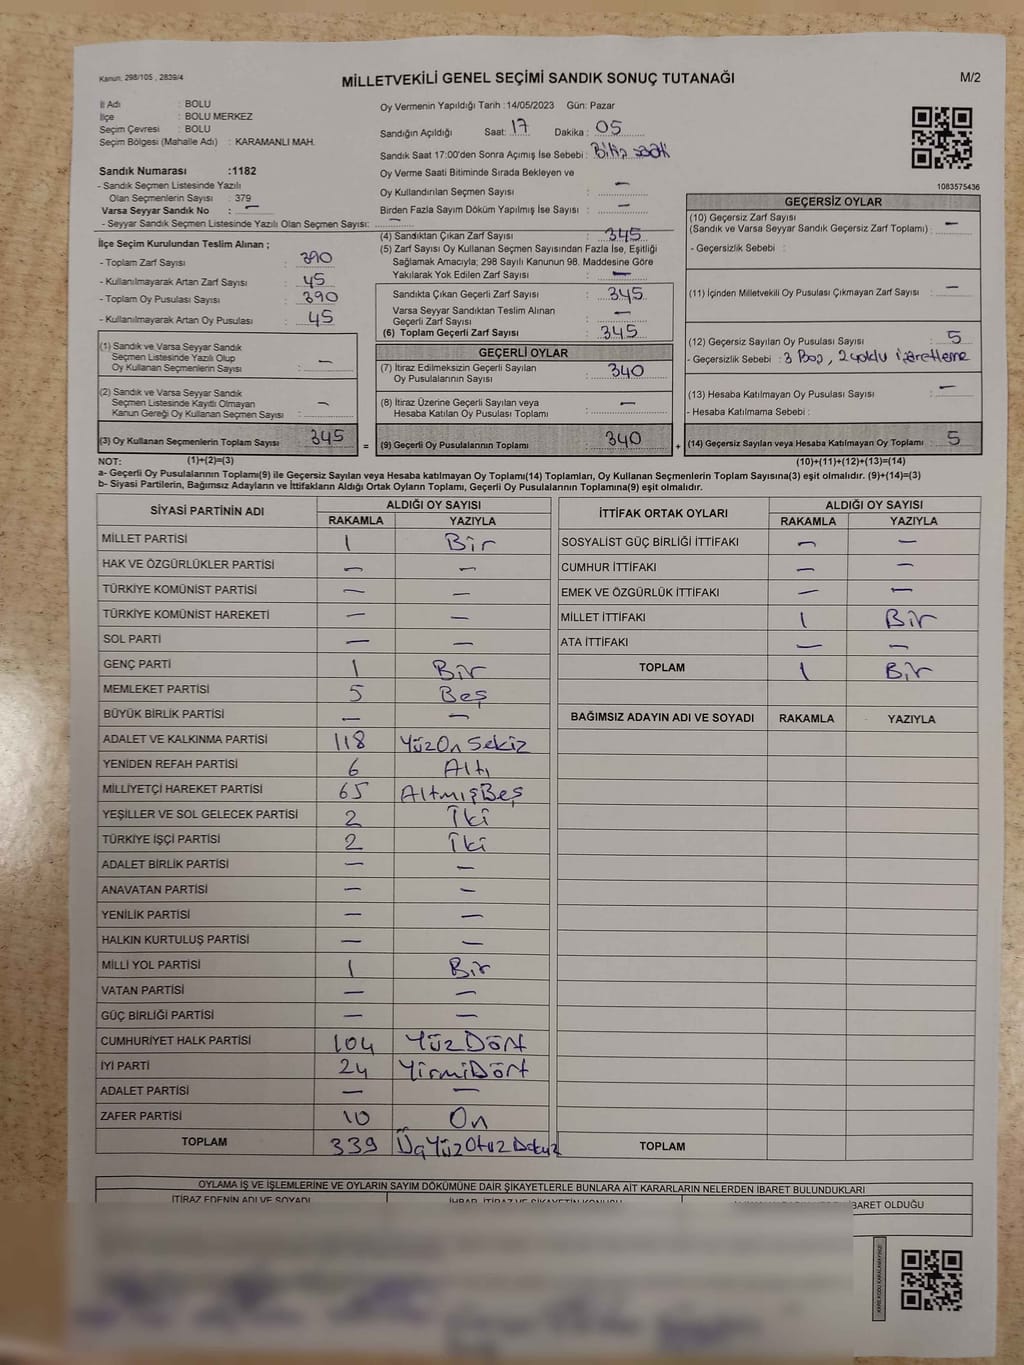 Kanun: 298/105 , 2839/4
MİLLETVEKİLİ GENEL SEÇİMİ SANDIK SONUÇ TUTANAĞI
M/2
İl Adı : BOLU
İlçe : BOLU MERKEZ
Seçim Çevresi : BOLU
Seçim Bölgesi (Mahalle Adı) : KARAMANLI MAH.
Sandık Numarası :1182
- Sandık Seçmen Listesinde Yazılı
Olan Seçmenlerin Sayısı : 379
Varsa Seyyar Sandık No : —
- Seyyar Sandık Seçmen Listesinde Yazılı Olan Seçmen Sayısı: —
İlçe Seçim Kurulundan Teslim Alınan ;
- Toplam Zarf Sayısı : 390
- Kullanılmayarak Artan Zarf Sayısı : 45
- Toplam Oy Pusulası Sayısı : 390
- Kullanılmayarak Artan Oy Pusulası : 45
(1) Sandık ve Varsa Seyyar Sandık
Seçmen Listesinde Yazılı Olup
Oy Kullanan Seçmenlerin Sayısı : —
(2) Sandık ve Varsa Seyyar Sandık
Seçmen Listesinde Kayıtlı Olmayan
Kanun Gereği Oy Kullanan Seçmen Sayısı : —
(3) Oy Kullanan Seçmenlerin Toplam Sayısı 345 =
(1)+(2)=(3)
Oy Vermenin Yapıldığı Tarih :14/05/2023 Gün: Pazar
Sandığın Açıldığı Saat: 17 Dakika : 05
Sandık Saat 17:00'den Sonra Açımış İse Sebebi : Bitiş saati
Oy Verme Saati Bitiminde Sırada Bekleyen ve
Oy Kullandırılan Seçmen Sayısı : —
Birden Fazla Sayım Döküm Yapılmış İse Sayısı : —
(4) Sandıktan Çıkan Zarf Sayısı : 345
(5) Zarf Sayısı Oy Kullanan Seçmen Sayısından Fazla İse, Eşitliği
Sağlamak Amacıyla; 298 Sayılı Kanunun 98. Maddesine Göre
Yakılarak Yok Edilen Zarf Sayısı : —
Sandıkta Çıkan Geçerli Zarf Sayısı : 345
Varsa Seyyar Sandıktan Teslim Alınan
Geçerli Zarf Sayısı : —
(6) Toplam Geçerli Zarf Sayısı : 345
GEÇERLİ OYLAR
(7) İtiraz Edilmeksizin Geçerli Sayılan
Oy Pusulalarının Sayısı : 340
(8) İtiraz Üzerine Geçerli Sayılan veya
Hesaba Katılan Oy Pusulası Toplamı : —
(9) Geçerli Oy Pusulalarının Toplamı : 340 +
1083575436
GEÇERSİZ OYLAR
(10) Geçersiz Zarf Sayısı
(Sandık ve Varsa Seyyar Sandık Geçersiz Zarf Toplamı) : —
- Geçersizlik Sebebi :
(11) İçinden Milletvekili Oy Pusulası Çıkmayan Zarf Sayısı : —
(12) Geçersiz Sayılan Oy Pusulası Sayısı : 5
- Geçersizlik Sebebi : 3 Boş, 2 çoklu işaretleme
(13) Hesaba Katılmayan Oy Pusulası Sayısı : —
- Hesaba Katılmama Sebebi :
(14) Geçersiz Sayılan veya Hesaba Katılmayan Oy Toplamı : 5
(10)+(11)+(12)+(13)=(14)
NOT:
a- Geçerli Oy Pusulalarının Toplamı(9) ile Geçersiz Sayılan veya Hesaba katılmayan Oy Toplamı(14) Toplamları, Oy Kullanan Seçmenlerin Toplam Sayısına(3) eşit olmalıdır. (9)+(14)=(3)
b- Siyasi Partilerin, Bağımsız Adayların ve İttifakların Aldığı Ortak Oyların Toplamı, Geçerli Oy Pusulalarının Toplamına(9) eşit olmalıdır.
SİYASİ PARTİNİN ADI ALDIĞI OY SAYISI
RAKAMLA YAZIYLA
MİLLET PARTİSİ 1 Bir
HAK VE ÖZGÜRLÜKLER PARTİSİ — —
TÜRKİYE KOMÜNİST PARTİSİ — —
TÜRKİYE KOMÜNİST HAREKETİ — —
SOL PARTİ — —
GENÇ PARTİ 1 Bir
MEMLEKET PARTİSİ 5 Beş
BÜYÜK BİRLİK PARTİSİ — —
ADALET VE KALKINMA PARTİSİ 118 YüzOn Sekiz
YENİDEN REFAH PARTİSİ 6 Altı
MİLLİYETÇİ HAREKET PARTİSİ 65 AltmışBeş
YEŞİLLER VE SOL GELECEK PARTİSİ 2 İki
TÜRKİYE İŞÇİ PARTİSİ 2 İki
ADALET BİRLİK PARTİSİ — —
ANAVATAN PARTİSİ — —
YENİLİK PARTİSİ — —
HALKIN KURTULUŞ PARTİSİ — —
MİLLİ YOL PARTİSİ 1 Bir
VATAN PARTİSİ — —
GÜÇ BİRLİĞİ PARTİSİ — —
CUMHURİYET HALK PARTİSİ 104 YüzDört
İYİ PARTİ 24 YirmiDört
ADALET PARTİSİ — —
ZAFER PARTİSİ 10 On
TOPLAM 339 ÜçYüzOtuzDokuz
İTTİFAK ORTAK OYLARI ALDIĞI OY SAYISI
RAKAMLA YAZIYLA
SOSYALİST GÜÇ BİRLİĞİ İTTİFAKI — —
CUMHUR İTTİFAKI — —
EMEK VE ÖZGÜRLÜK İTTİFAKI — —
MİLLET İTTİFAKI 1 Bir
ATA İTTİFAKI — —
TOPLAM 1 Bir
BAĞIMSIZ ADAYIN ADI VE SOYADI RAKAMLA YAZIYLA
TOPLAM
OYLAMA İŞ VE İŞLEMLERİNE VE OYLARIN SAYIM DÖKÜMÜNE DAİR ŞİKAYETLERLE BUNLARA AİT KARARLARIN NELERDEN İBARET BULUNDUKLARI
İTİRAZ EDENİN ADI VE SOYADI İHBAR, İTİRAZ VE ŞİKAYETİN KONUSU İBARET OLDUĞU